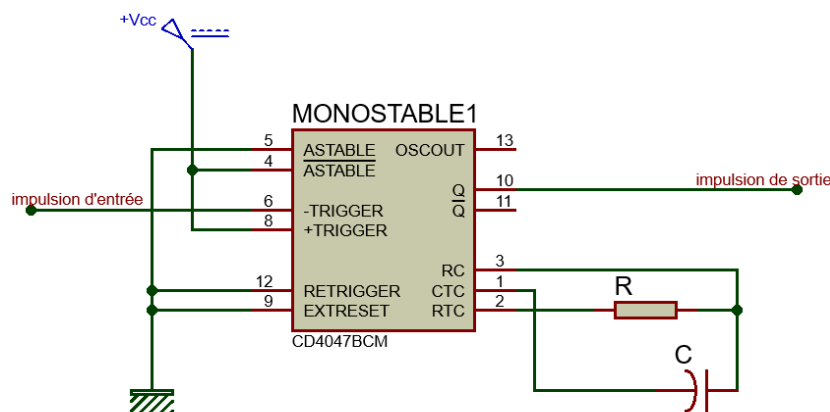 +Vcc
MONOSTABLE1
5 ASTABLE OSCOUT 13
4 ASTABLE
impulsion d'entrée 6 -TRIGGER Q 10 impulsion de sortie
8 +TRIGGER Q 11
RC 3
12 RETRIGGER CTC 1 R
9 EXTRESET RTC 2
CD4047BCM C